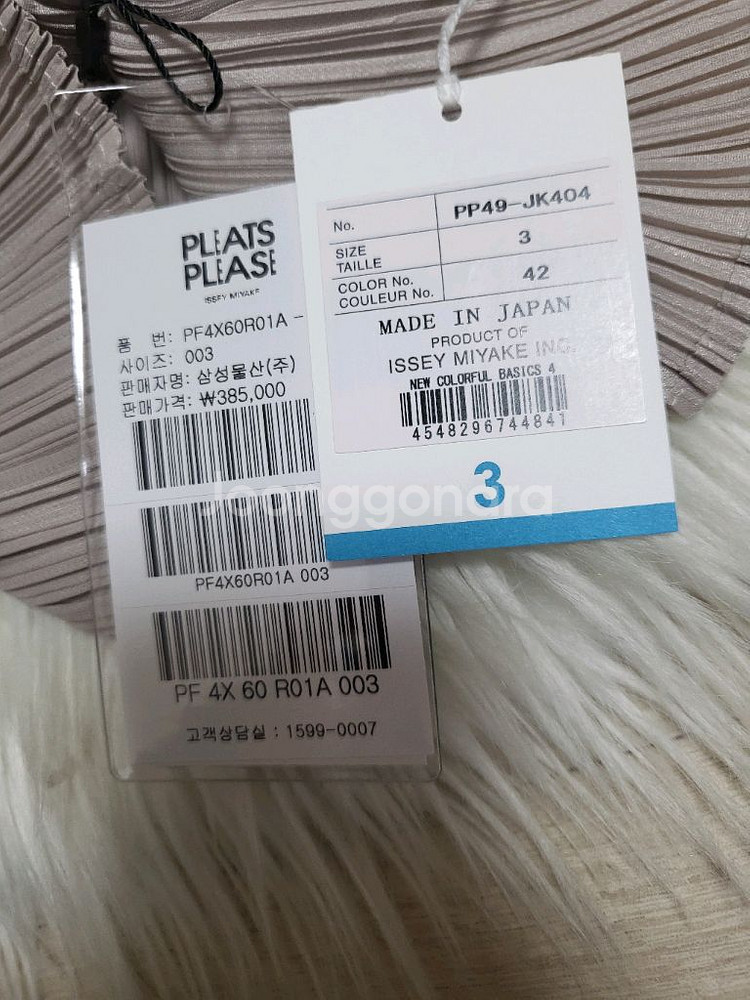 PLEATS
PLEASE
ISSEY MIYAKE
품 번: PF4X60R01A -
사이즈: 003
판매자명: 삼성물산(주)
판매가격: ₩385,000
PF4X60R01A 003
PF 4X 60 R01A 003
고객상담실 : 1599-0007
No. PP49-JK404
SIZE
TAILLE 3
COLOR No.
COULEUR No. 42
MADE IN JAPAN
PRODUCT OF
ISSEY MIYAKE INC.
NEW COLORFUL BASICS 4
4548296744841
3
Joonggonara